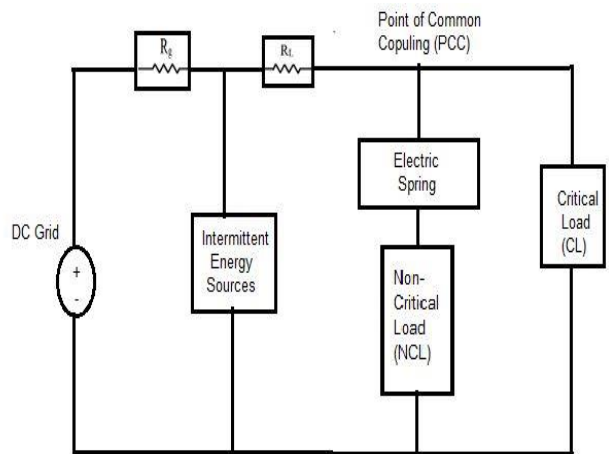 Point of Common
Copuling (PCC)
Rg
RL
Electric
Spring
Critical
Load
(CL)
DC Grid
+
-
Intermittent
Energy
Sources
Non-
Critical
Load
(NCL)